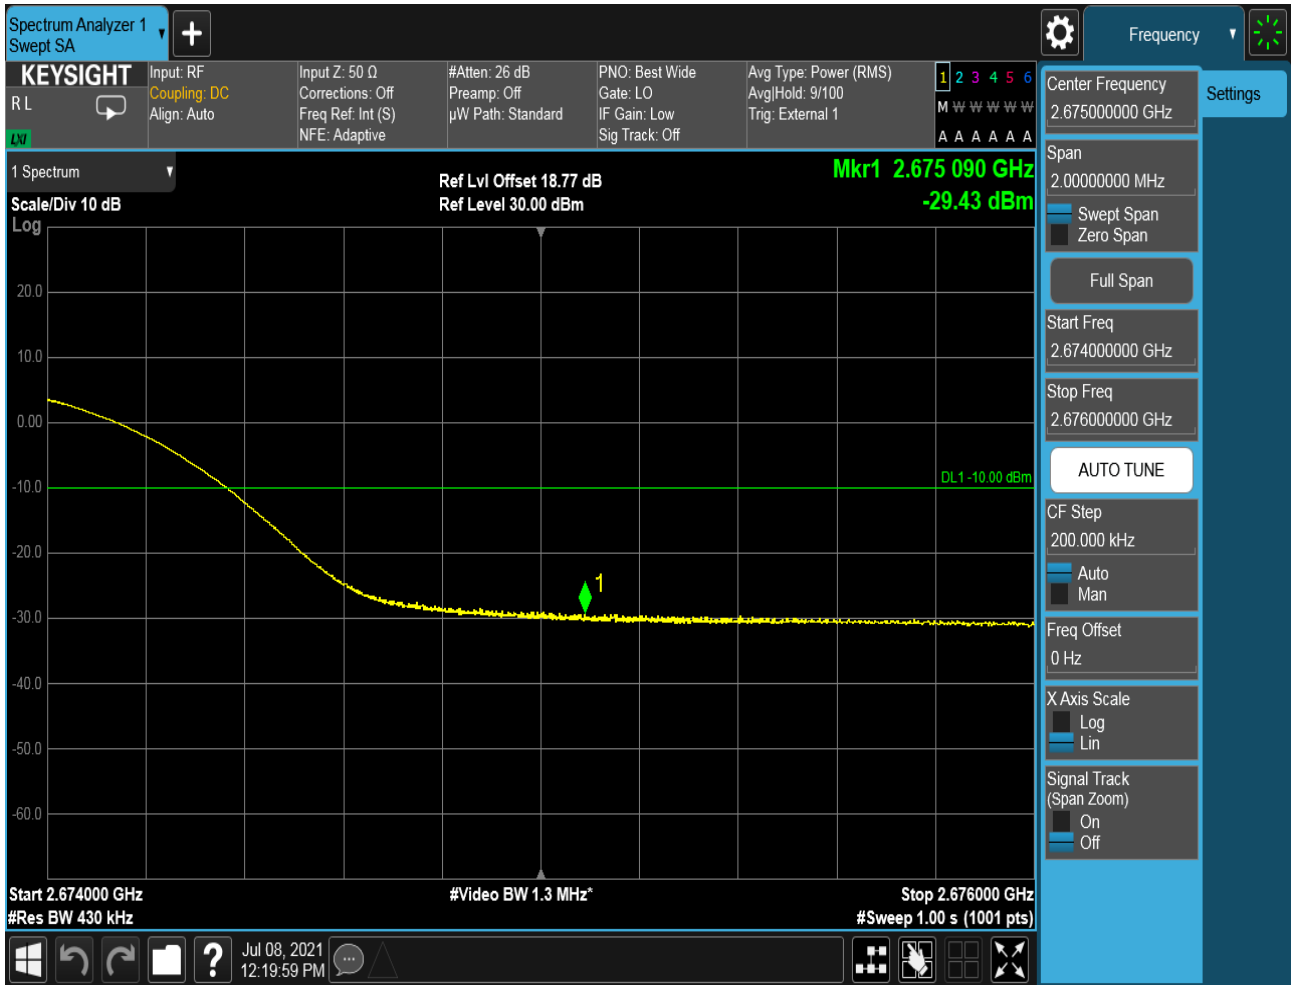 Spectrum Analyzer 1
Swept SA
Frequency
KEYSIGHT
R L
LXI
Input: RF
Coupling: DC
Align: Auto
Input Z: 50 Ω
Corrections: Off
Freq Ref: Int (S)
NFE: Adaptive
#Atten: 26 dB
Preamp: Off
µW Path: Standard
PNO: Best Wide
Gate: LO
IF Gain: Low
Sig Track: Off
Avg Type: Power (RMS)
Avg|Hold: 9/100
Trig: External 1
1 2 3 4 5 6
M W W W W W
A A A A A A
1 Spectrum
Scale/Div 10 dB
Log
Ref Lvl Offset 18.77 dB
Ref Level 30.00 dBm
Mkr1 2.675 090 GHz
-29.43 dBm
20.0
10.0
0.00
-10.0
-20.0
-30.0
-40.0
-50.0
-60.0
DL1 -10.00 dBm
1
Start 2.674000 GHz
#Res BW 430 kHz
#Video BW 1.3 MHz*
Stop 2.676000 GHz
#Sweep 1.00 s (1001 pts)
Center Frequency
2.675000000 GHz
Settings
Span
2.00000000 MHz
Swept Span
Zero Span
Full Span
Start Freq
2.674000000 GHz
Stop Freq
2.676000000 GHz
AUTO TUNE
CF Step
200.000 kHz
Auto
Man
Freq Offset
0 Hz
X Axis Scale
Log
Lin
Signal Track
(Span Zoom)
On
Off
?
Jul 08, 2021
12:19:59 PM